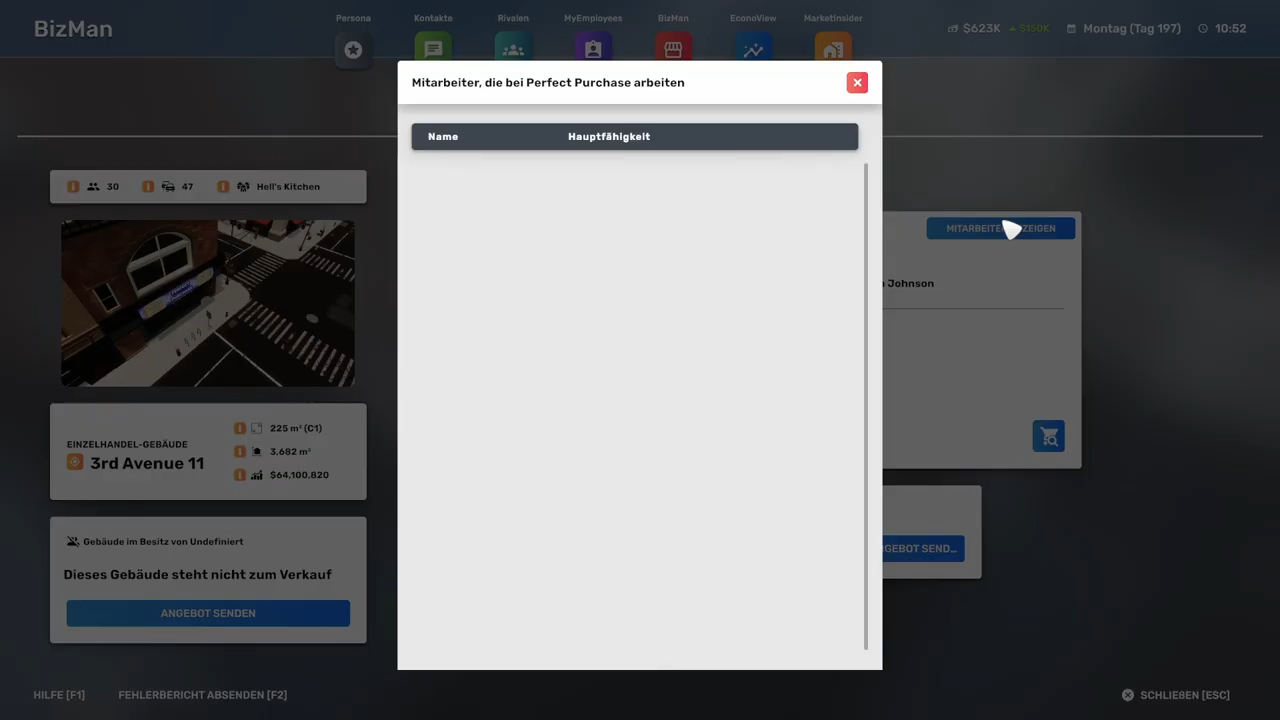 BizMan
Persona
Kontakte
Rivalen
MyEmployees
BizMan
EconoView
MarketInsider
$623K
$150K
Montag (Tag 197)
10:52
Mitarbeiter, die bei Perfect Purchase arbeiten
Name
Hauptfähigkeit
30
47
Hell's Kitchen
Johnson
EINZELHANDEL-GEBÄUDE
3rd Avenue 11
225 m² (C1)
3,682 m²
$64,100,820
Gebäude im Besitz von Undefiniert
Dieses Gebäude steht nicht zum Verkauf
ANGEBOT SENDEN
HILFE [F1]
FEHLERBERICHT ABSENDEN [F2]
SCHLIEßEN [ESC]